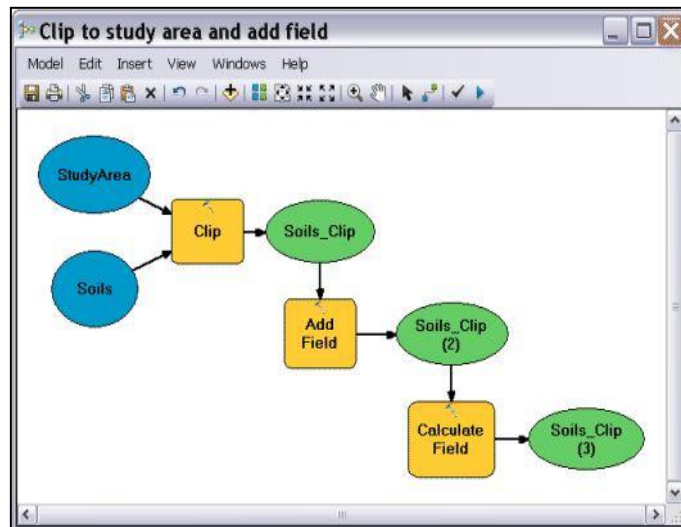 Clip to study area and add field
Model Edit Insert View Windows Help
StudyArea
Clip
Soils_Clip
Soils
Add
Field
Soils_Clip
(2)
Calculate
Field
Soils_Clip
(3)